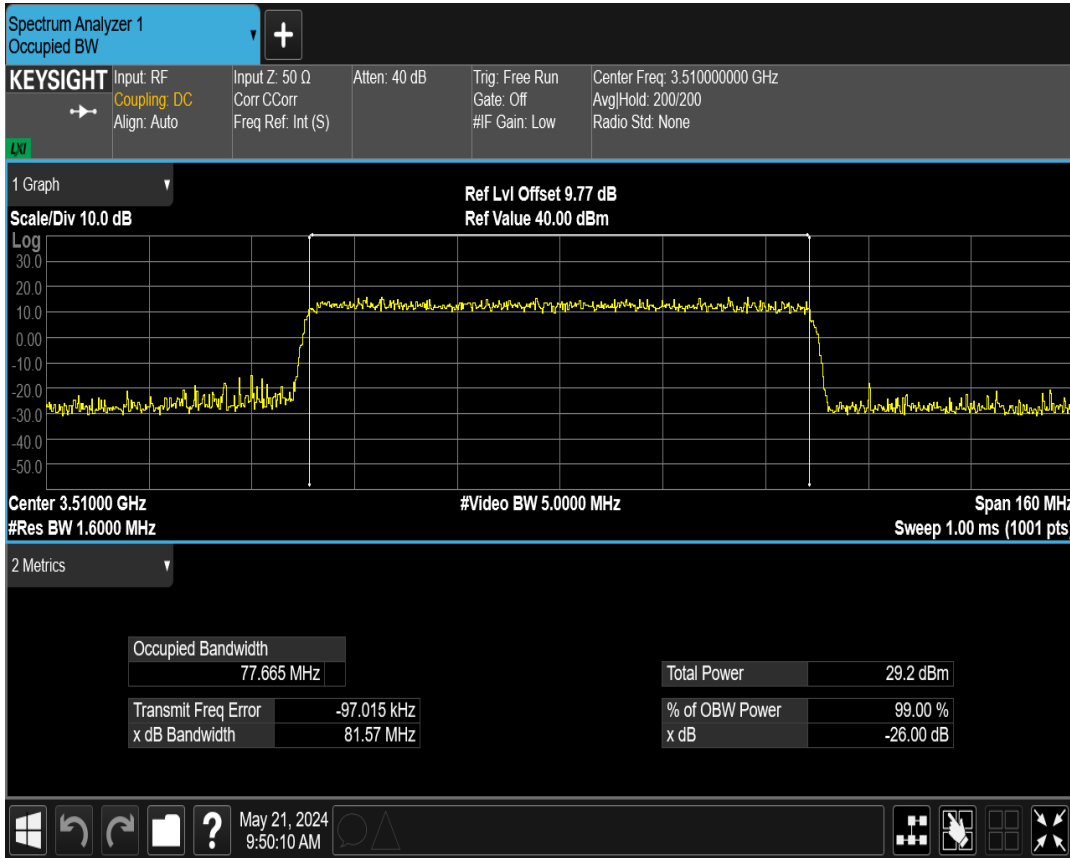 Spectrum Analyzer 1
Occupied BW
+
KEYSIGHT
LXI
Input: RF
Coupling: DC
Align: Auto
Input Z: 50 Ω
Corr CCorr
Freq Ref: Int (S)
Atten: 40 dB
Trig: Free Run
Gate: Off
#IF Gain: Low
Center Freq: 3.510000000 GHz
Avg|Hold: 200/200
Radio Std: None
1 Graph
Scale/Div 10.0 dB
Ref Lvl Offset 9.77 dB
Ref Value 40.00 dBm
Log
30.0
20.0
10.0
0.00
-10.0
-20.0
-30.0
-40.0
-50.0
Center 3.51000 GHz
#Video BW 5.0000 MHz
Span 160 MHz
#Res BW 1.6000 MHz
Sweep 1.00 ms (1001 pts)
2 Metrics
Occupied Bandwidth
77.665 MHz
Total Power 29.2 dBm
Transmit Freq Error -97.015 kHz
% of OBW Power 99.00 %
x dB Bandwidth 81.57 MHz
x dB -26.00 dB
?
May 21, 2024
9:50:10 AM